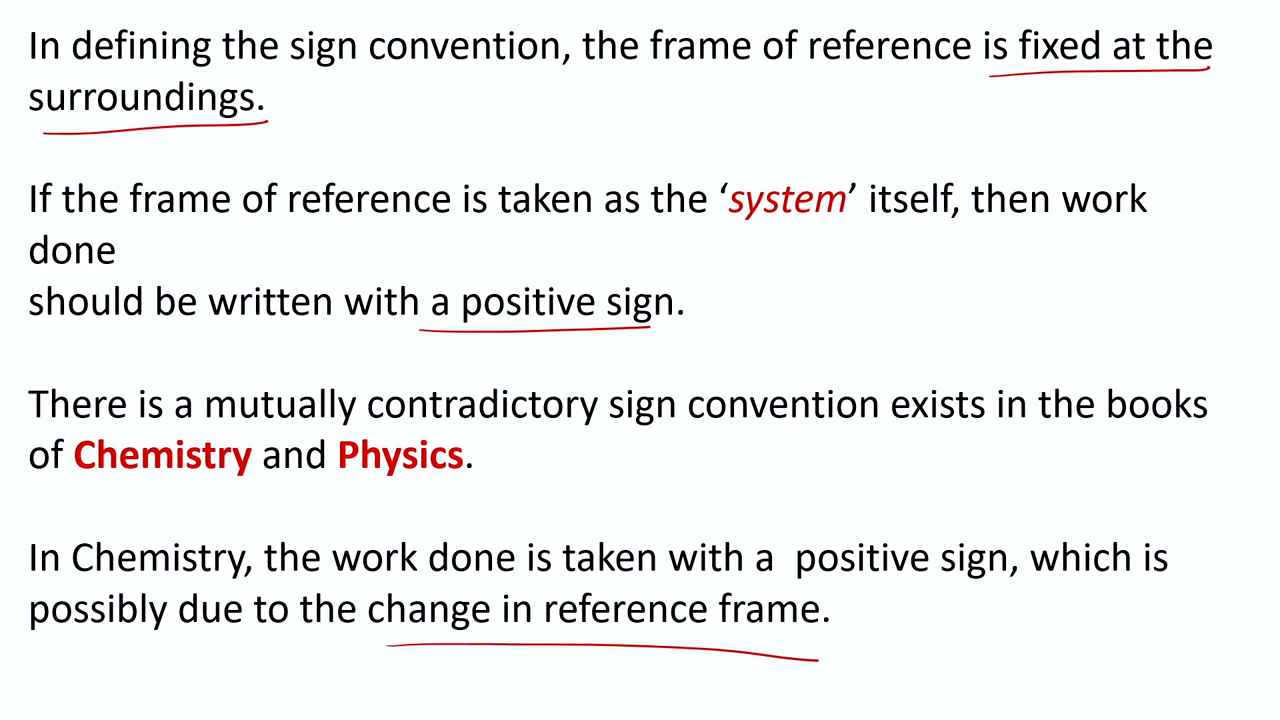 In defining the sign convention, the frame of reference is fixed at the
surroundings.
If the frame of reference is taken as the ‘system’ itself, then work
done
should be written with a positive sign.
There is a mutually contradictory sign convention exists in the books
of Chemistry and Physics.
In Chemistry, the work done is taken with a  positive sign, which is
possibly due to the change in reference frame.